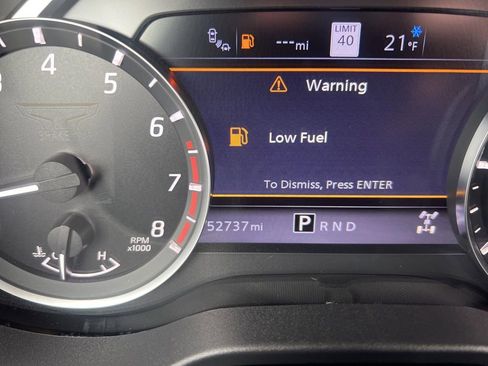 ---mi
LIMIT
40
21°F
Warning
Low Fuel
To Dismiss, Press ENTER
52737mi P R N D
3 4 5 6 7 8
RPM
x1000
C H